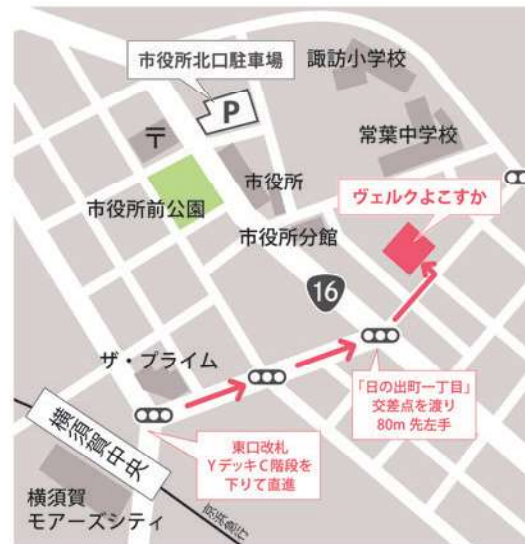 市役所北口駐車場
諏訪小学校
P
常葉中学校
〒
市役所
ヴェルクよこすか
市役所前公園
市役所分館
16
ザ・プライム
「日の出町一丁目」
交差点を渡り
80m 先左手
横須賀中央
東口改札
YデッキC階段を
下りて直進
横須賀
モアーズシティ
京浜急行